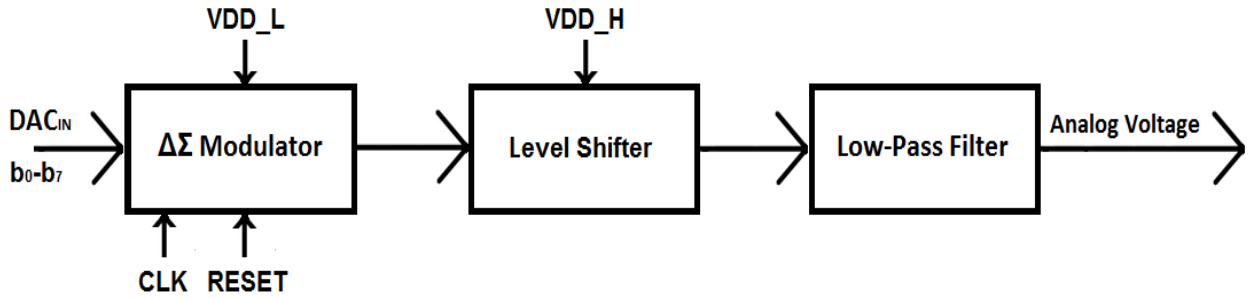 VDD_L
VDD_H
DACIN
b0-b7
ΔΣ Modulator
Level Shifter
Low-Pass Filter
Analog Voltage
CLK RESET